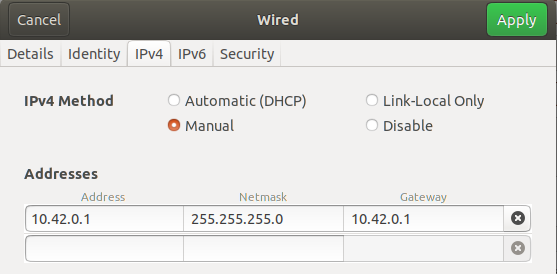 Cancel Wired Apply
Details Identity IPv4 IPv6 Security
IPv4 Method Automatic (DHCP) Link-Local Only
Manual Disable
Addresses
Address Netmask Gateway
10.42.0.1 255.255.255.0 10.42.0.1